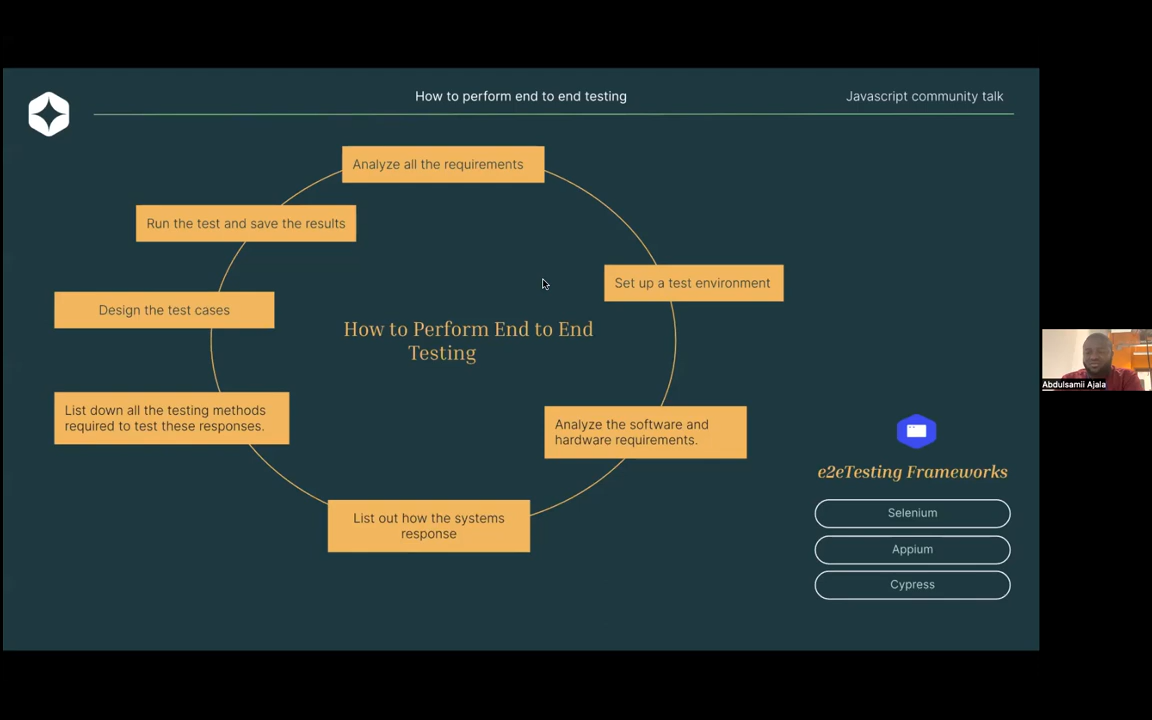 How to perform end to end testing
Javascript community talk
Analyze all the requirements
Run the test and save the results
Set up a test environment
Design the test cases
How to Perform End to End
Testing
List down all the testing methods
required to test these responses.
Analyze the software and
hardware requirements.
List out how the systems
response
e2eTesting Frameworks
Selenium
Appium
Cypress
Abdulsamii Ajala